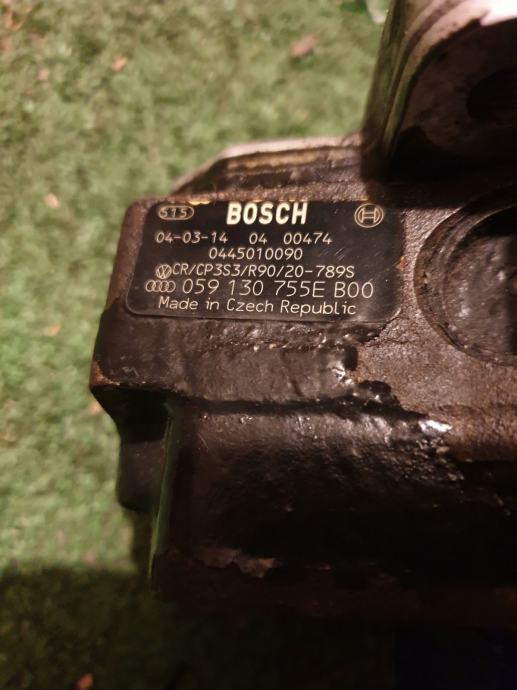 515 BOSCH
04-03-14 04 00474
0445010090
CR/CP3S3/R90/20-789S
059 130 755E B00
Made in Czech Republic